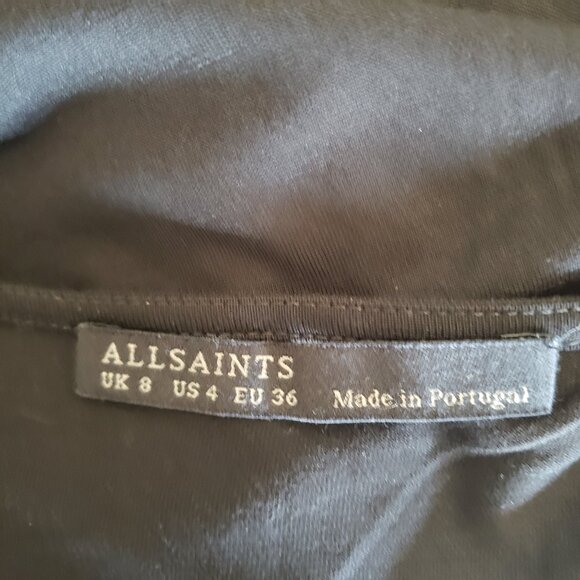 ALLSAINTS
UK 8 US 4 EU 36 Made in Portugal